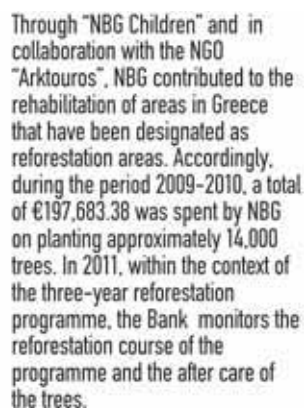 Through “NBG Children” and in
collaboration with the NGO
“Arktouros”, NBG contributed to the
rehabilitation of areas in Greece
that have been designated as
reforestation areas. Accordingly,
during the period 2009-2010, a total
of €197,683.38 was spent by NBG
on planting approximately 14,000
trees. In 2011, within the context of
the three-year reforestation
programme, the Bank monitors the
reforestation course of the
programme and the after care of
the trees.